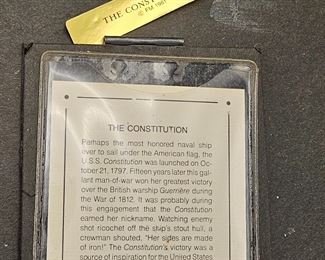 THE CONST
© FM 1987
THE CONSTITUTION
Perhaps the most honored naval ship
ever to sail under the American flag, the
U.S.S. Constitution was launched on Oc-
tober 21, 1797. Fifteen years later this gal-
lant man-of-war won her greatest victory
over the British warship Guerrière during
the War of 1812. It was probably during
this engagement that the Constitution
earned her nickname. Watching enemy
shot ricochet off the ship's stout hull, a
crewman shouted, "Her sides are made
of iron!" The Constitution's victory was a
source of inspiration for the United States